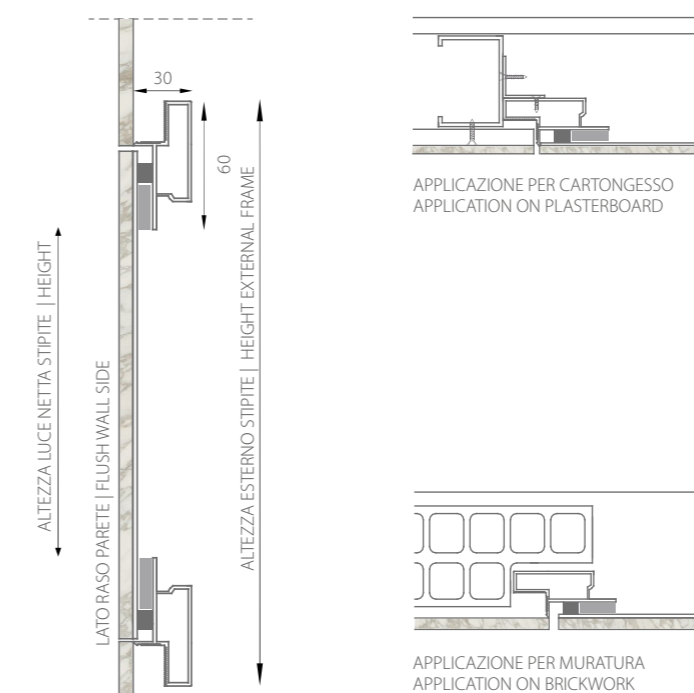 30
60
ALTEZZA LUCE NETTA STIPITE | HEIGHT
LATO RASO PARETE | FLUSH WALL SIDE
ALTEZZA ESTERNO STIPITE | HEIGHT EXTERNAL FRAME
APPLICAZIONE PER CARTONGESSO
APPLICATION ON PLASTERBOARD
APPLICAZIONE PER MURATURA
APPLICATION ON BRICKWORK